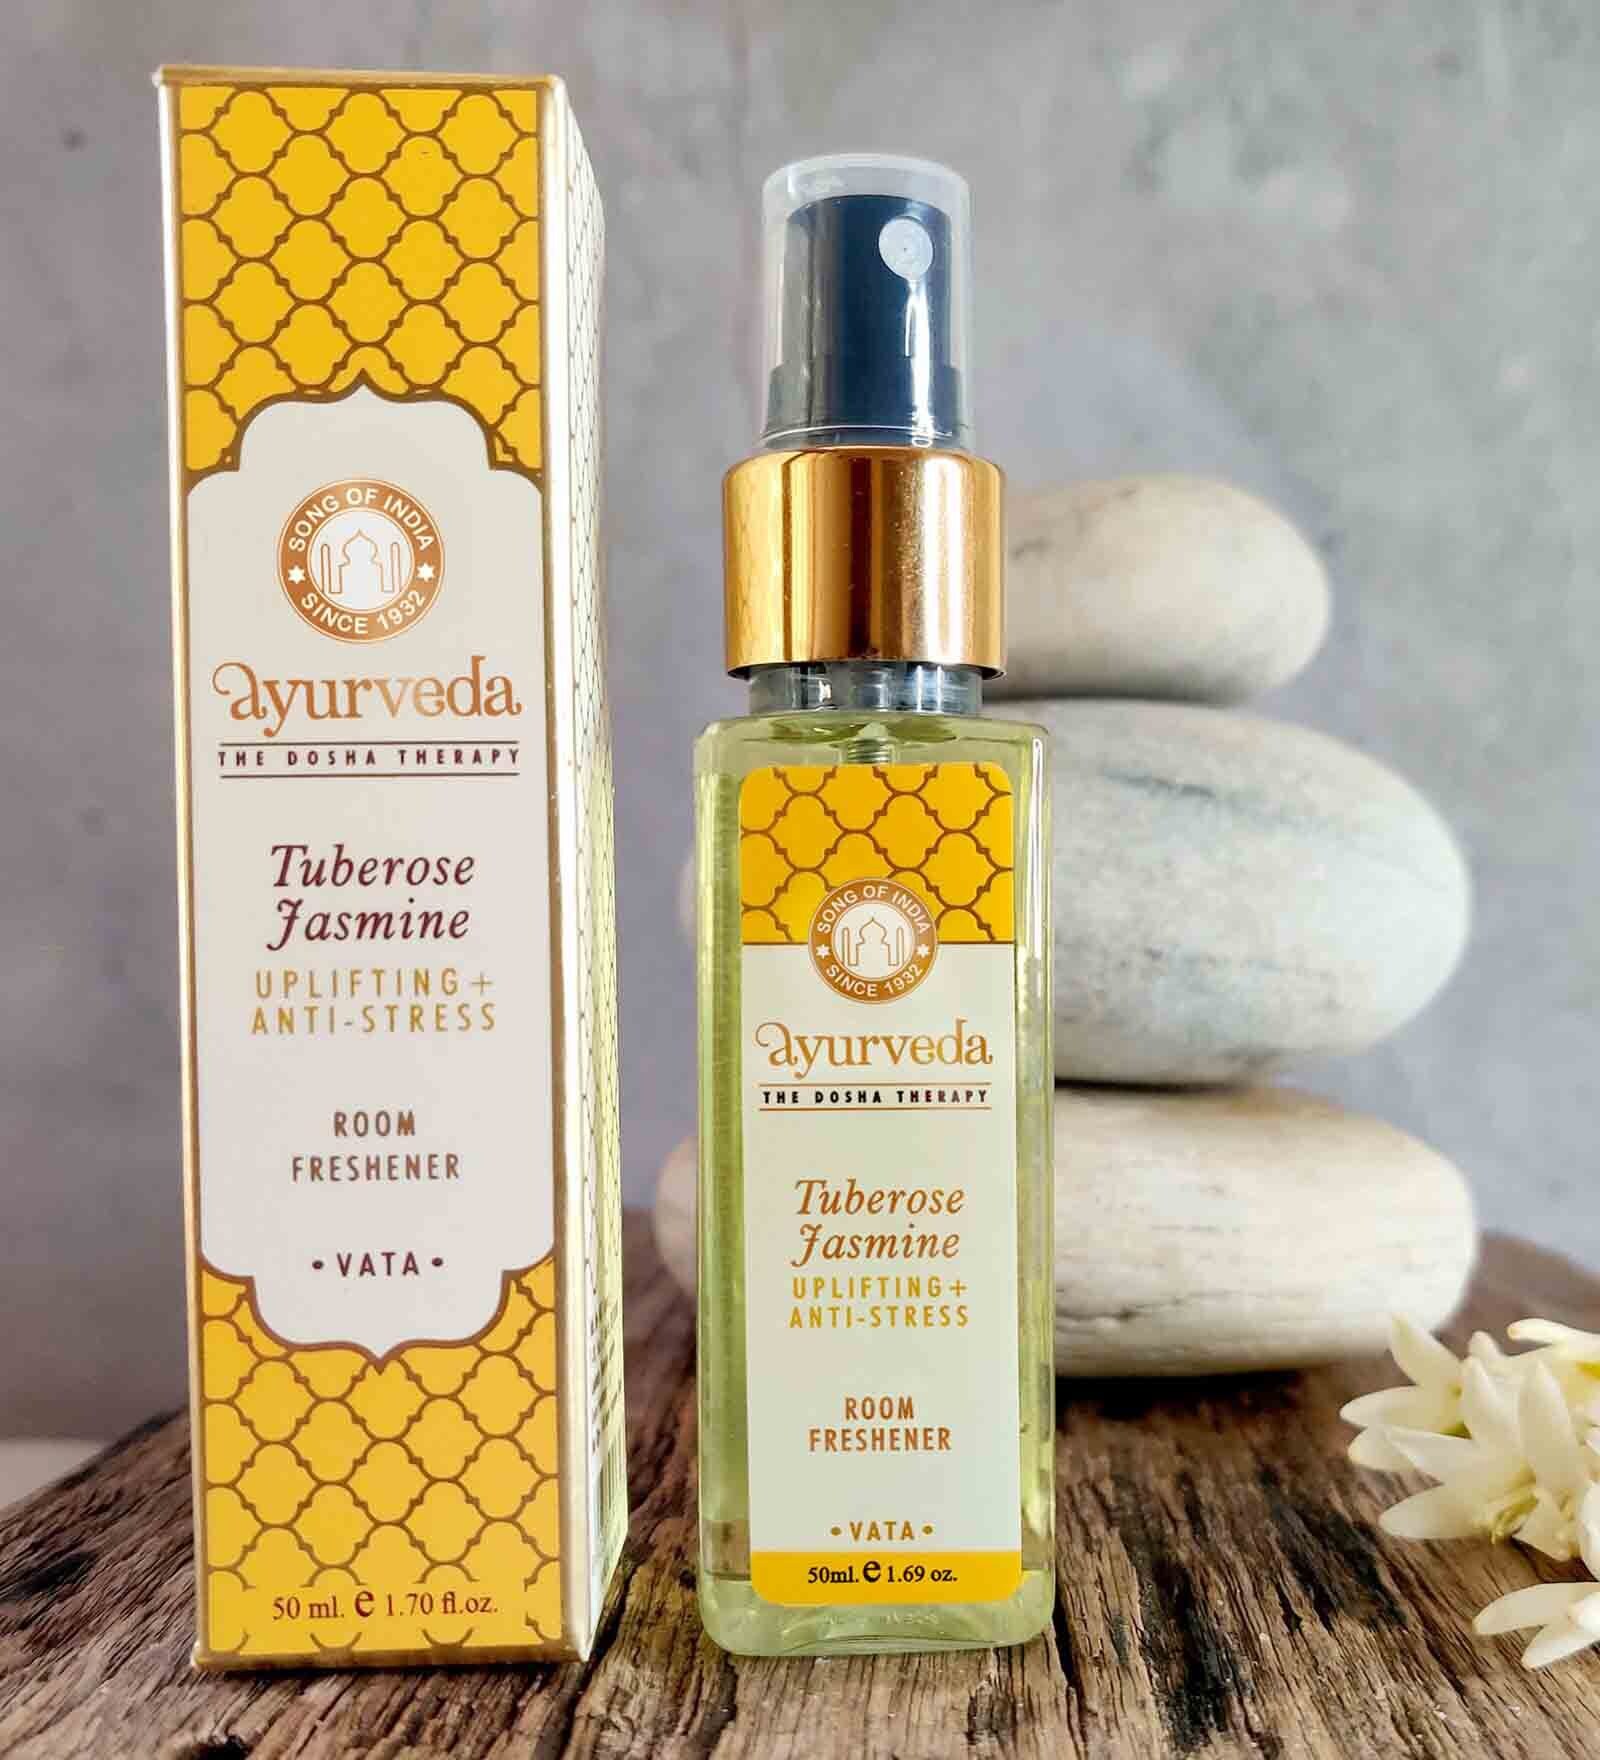 SONG OF INDIA
SINCE 1932
ayurveda
THE DOSHA THERAPY
Tuberose
Jasmine
UPLIFTING+
ANTI-STRESS
ROOM
FRESHENER
• VATA •
50 ml. e 1.70 fl.oz.
SONG OF INDIA
SINCE 1932
ayurveda
THE DOSHA THERAPY
Tuberose
Jasmine
UPLIFTING+
ANTI-STRESS
ROOM
FRESHENER
• VATA •
50ml. e 1.69 oz.